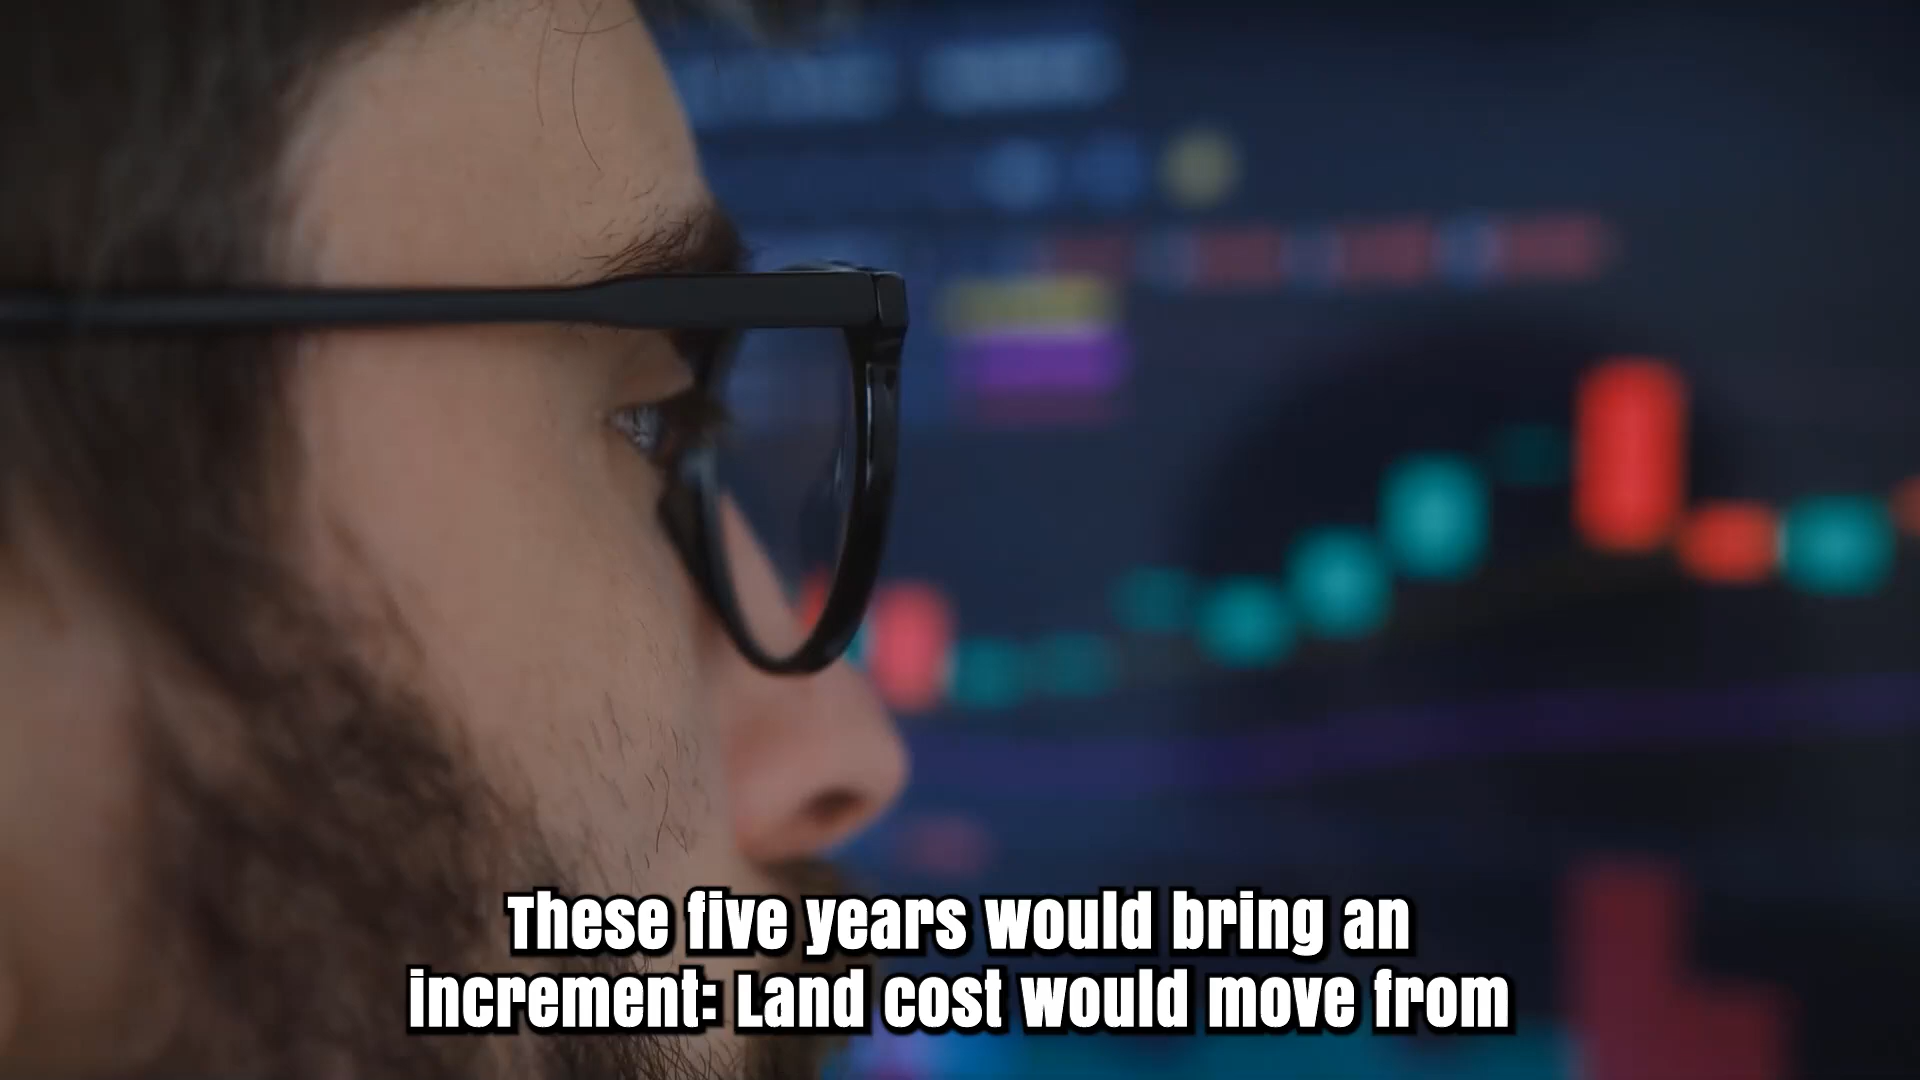 These five years would bring an
increment: Land cost would move from